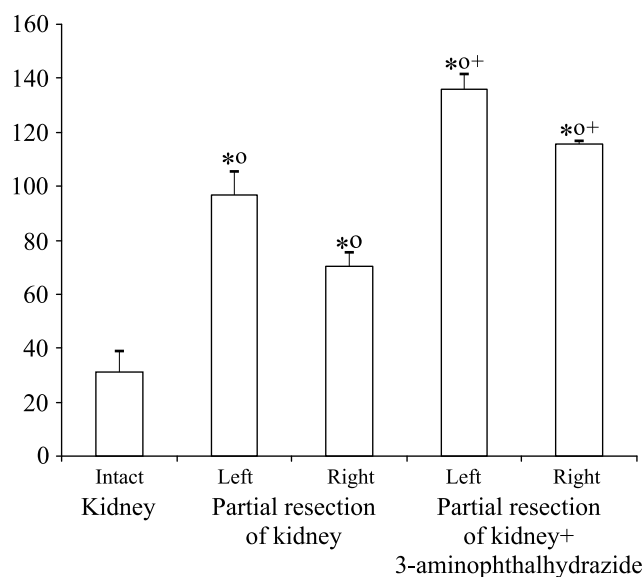 160
140
120
100
80
60
40
20
0
*o
*o
*o+
*o+
Intact
Left
Right
Left
Right
Kidney
Partial resection
of kidney
Partial resection
of kidney+
3-aminophthalhydrazide